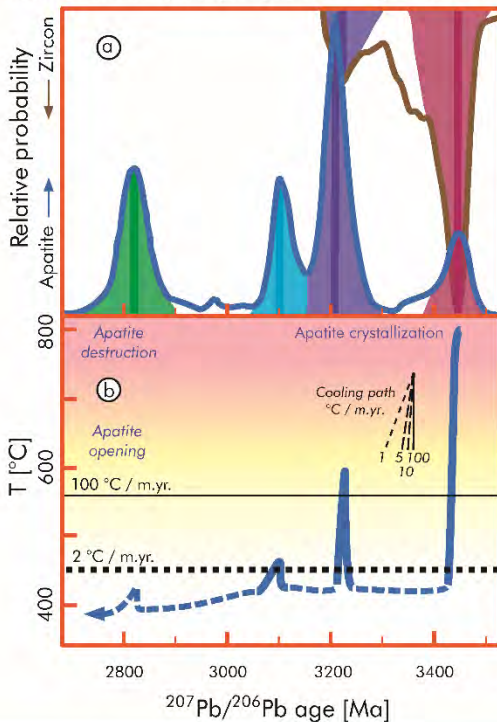 a
Relative probability
Apatite
Zircon
800
600
400
T [°C]
Apatite
destruction
Apatite crystallization
b
Cooling path
°C / m.yr.
Apatite
opening
1
5
100
10
100 °C / m.yr.
2 °C / m.yr.
2800
3000
3200
3400
²⁰⁷Pb/²⁰⁶Pb age [Ma]